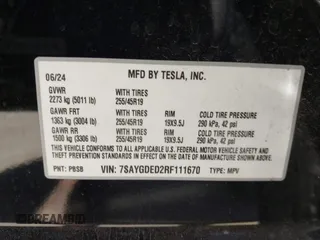 06/24
MFD BY TESLA, INC.
GVWR
2273 kg (5011 lb)
WITH TIRES
255/45R19
GAWR FRT
1363 kg (3004 lb)
WITH TIRES
255/45R19
RIM
19X9.5J
COLD TIRE PRESSURE
290 kPa, 42 psi
GAWR RR
1500 kg (3306 lb)
WITH TIRES
255/45R19
RIM
19X9.5J
COLD TIRE PRESSURE
290 kPa, 42 psi
THIS VEHICLE CONFORMS TO ALL APPLICABLE U.S. FEDERAL MOTOR VEHICLE
SAFETY STANDARDS IN EFFECT ON THE DATE OF MANUFACTURE SHOWN ABOVE.
PNT: PBSB
VIN: 7SAYGDED2RF111670
TYPE: MPV
DREAMBID